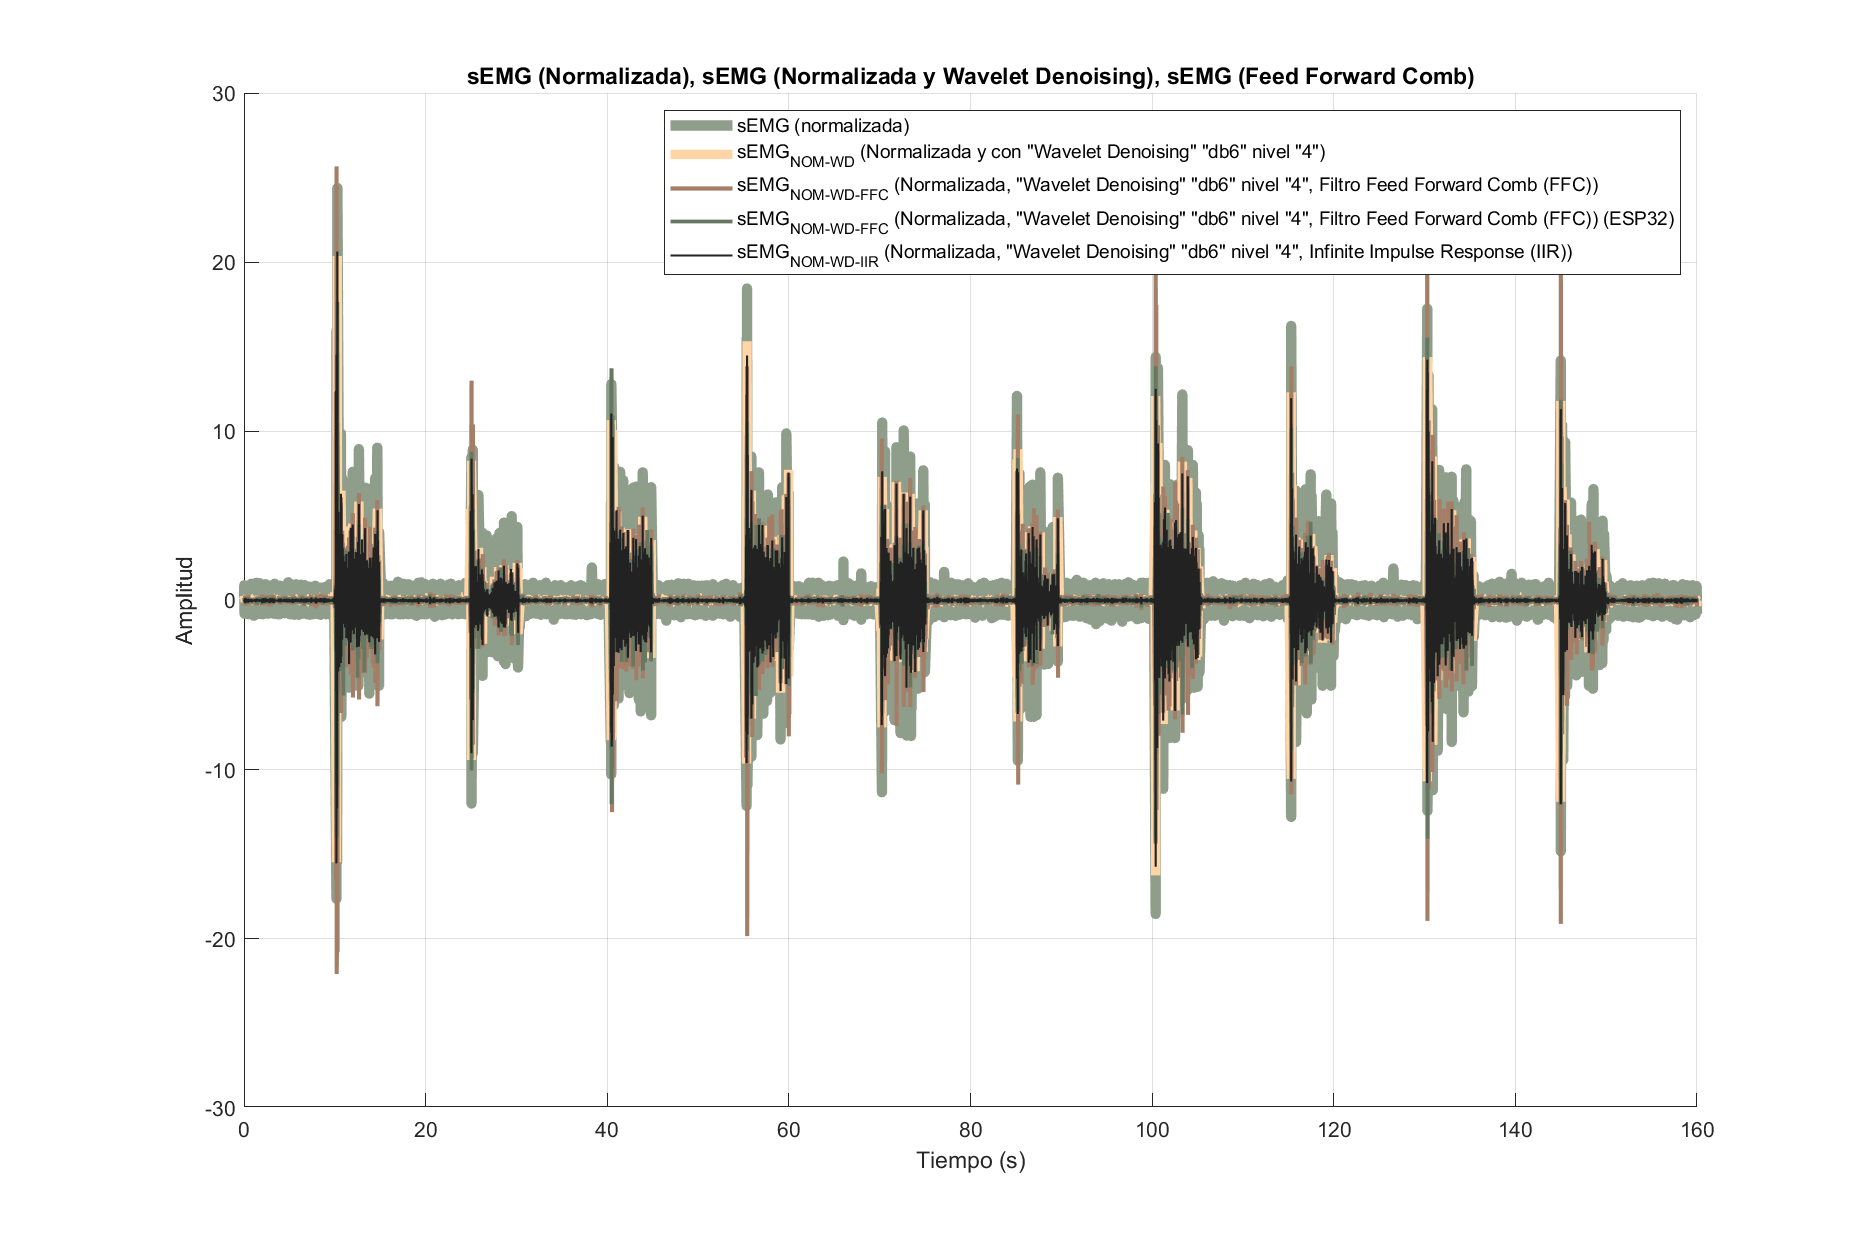 sEMG (Normalizada), sEMG (Normalizada y Wavelet Denoising), sEMG (Feed Forward Comb)
sEMG (normalizada)
sEMG_NOM-WD (Normalizada y con "Wavelet Denoising" "db6" nivel "4")
sEMG_NOM-WD-FFC (Normalizada, "Wavelet Denoising" "db6" nivel "4", Filtro Feed Forward Comb (FFC))
sEMG_NOM-WD-FFC (Normalizada, "Wavelet Denoising" "db6" nivel "4", Filtro Feed Forward Comb (FFC)) (ESP32)
sEMG_NOM-WD-IIR (Normalizada, "Wavelet Denoising" "db6" nivel "4", Infinite Impulse Response (IIR))
30
20
10
0
-10
-20
-30
Amplitud
0 20 40 60 80 100 120 140 160
Tiempo (s)